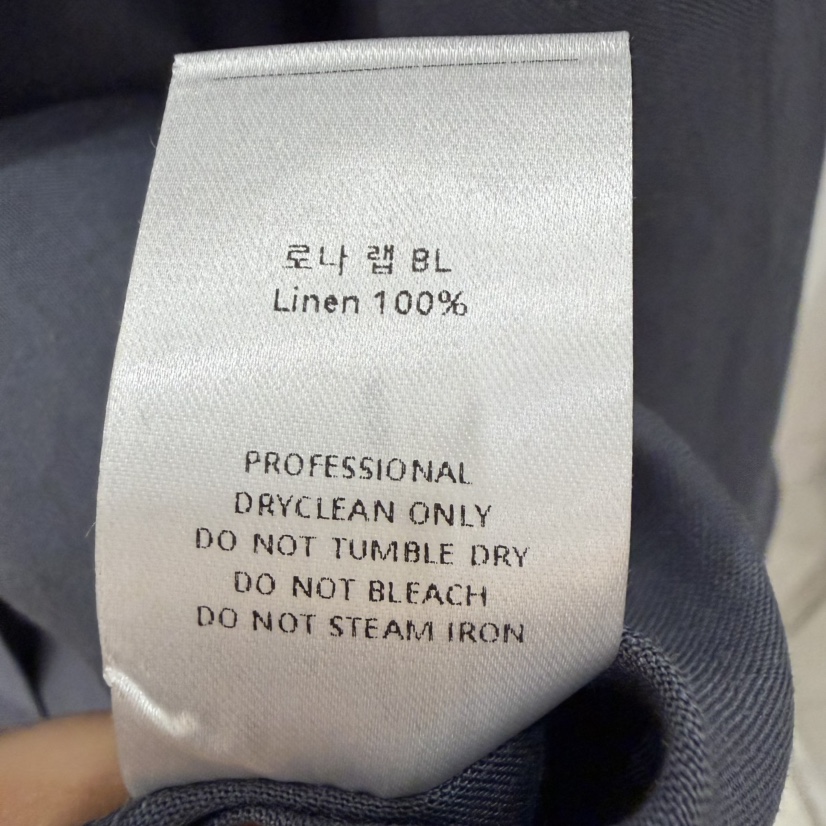 로나 랩 BL
Linen 100%
PROFESSIONAL
DRYCLEAN ONLY
DO NOT TUMBLE DRY
DO NOT BLEACH
DO NOT STEAM IRON